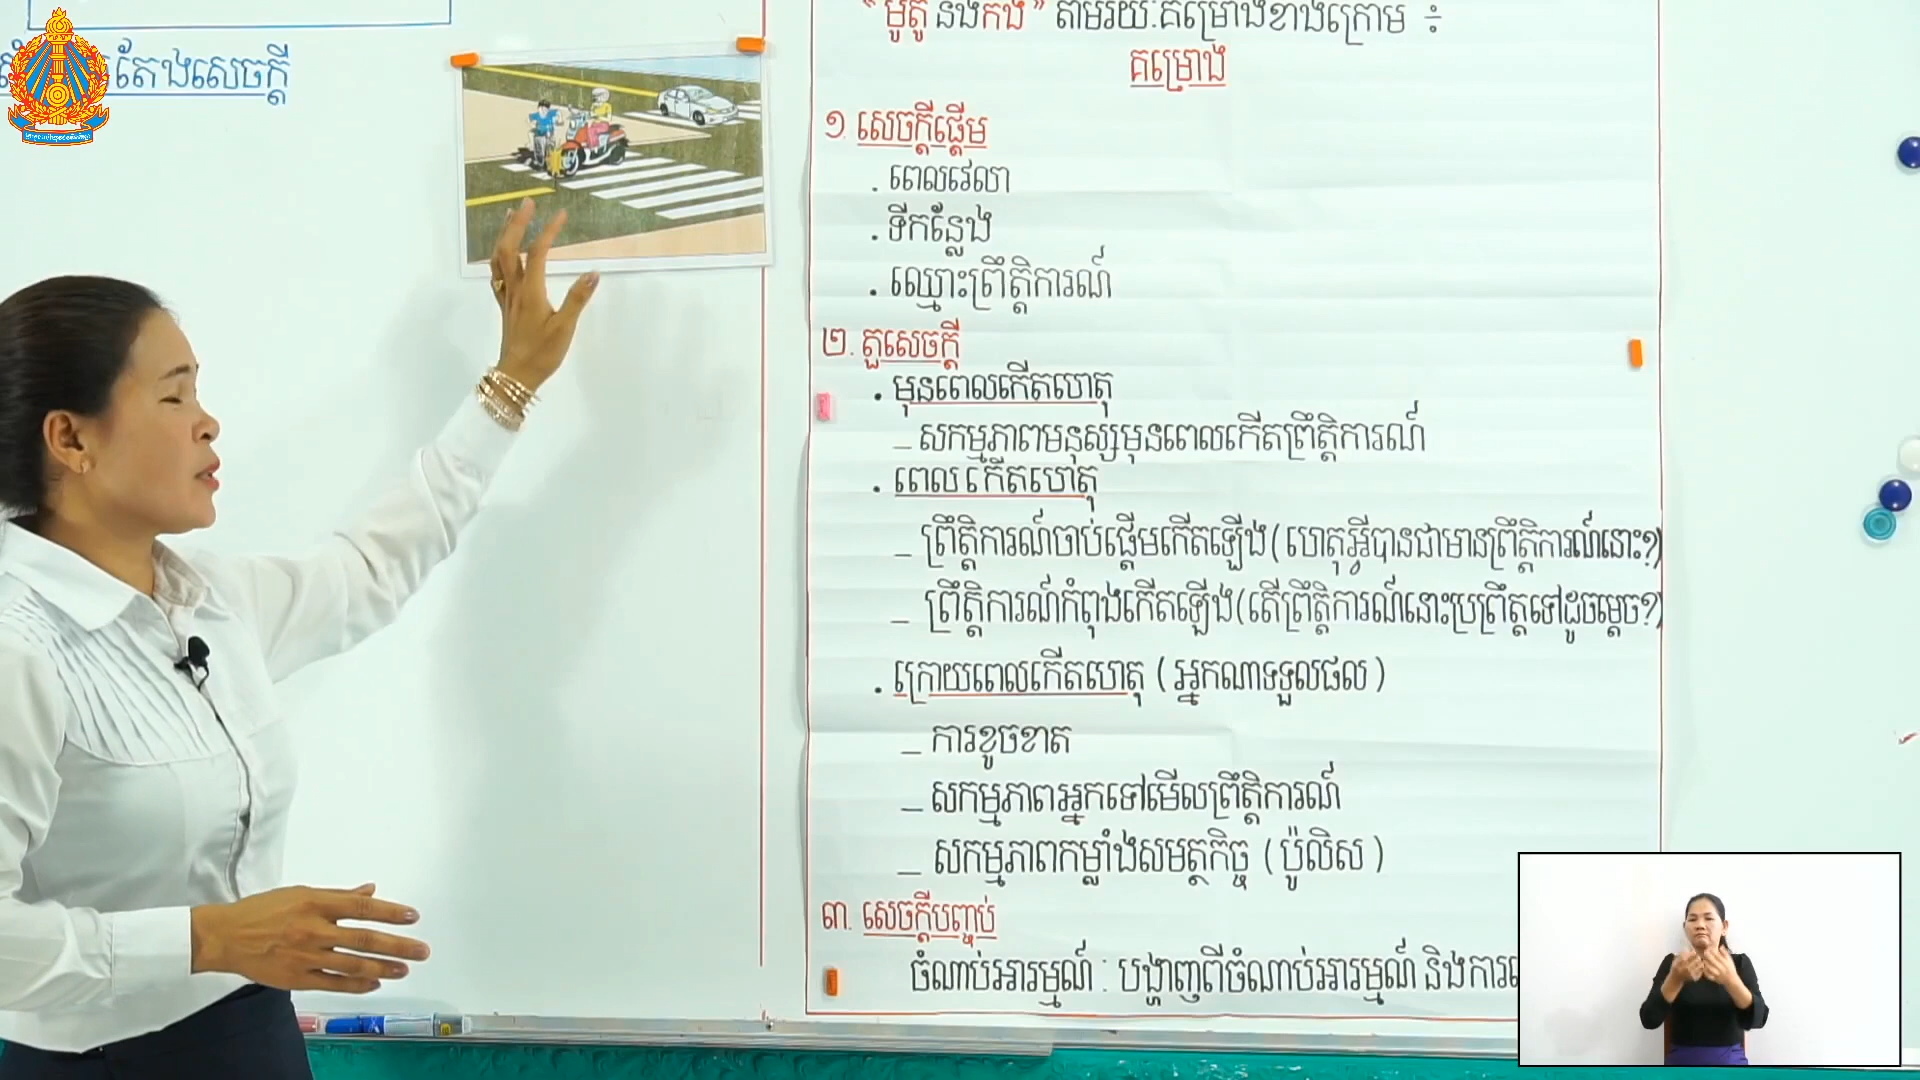 តែងសេចក្ដី
"ម៉ូតូ និងកង់" តាមរយៈគម្រោងខាងក្រោម ៖
គម្រោង
១. សេចក្ដីផ្ដើម
. ពេលវេលា
. ទីកន្លែង
. ឈ្មោះព្រឹត្តិការណ៍
២. តួសេចក្ដី
. មុនពេលកើតហេតុ
_ សកម្មភាពមនុស្សមុនពេលកើតព្រឹត្តិការណ៍
. ពេលកើតហេតុ
_ ព្រឹត្តិការណ៍ចាប់ផ្ដើមកើតឡើង(ហេតុអ្វីបានជាមានព្រឹត្តិការណ៍នោះ?)
_ ព្រឹត្តិការណ៍កំពុងកើតឡើង(តើព្រឹត្តិការណ៍នោះប្រព្រឹត្តទៅដូចម្ដេច?)
. ក្រោយពេលកើតហេតុ (អ្នកណាទទួលផល)
_ ការខូចខាត
_ សកម្មភាពអ្នកទៅមើលព្រឹត្តិការណ៍
_ សកម្មភាពកម្លាំងសមត្ថកិច្ច (ប៉ូលិស)
៣. សេចក្ដីបញ្ចប់
ចំណាប់អារម្មណ៍ : បង្ហាញពីចំណាប់អារម្មណ៍ និងការ